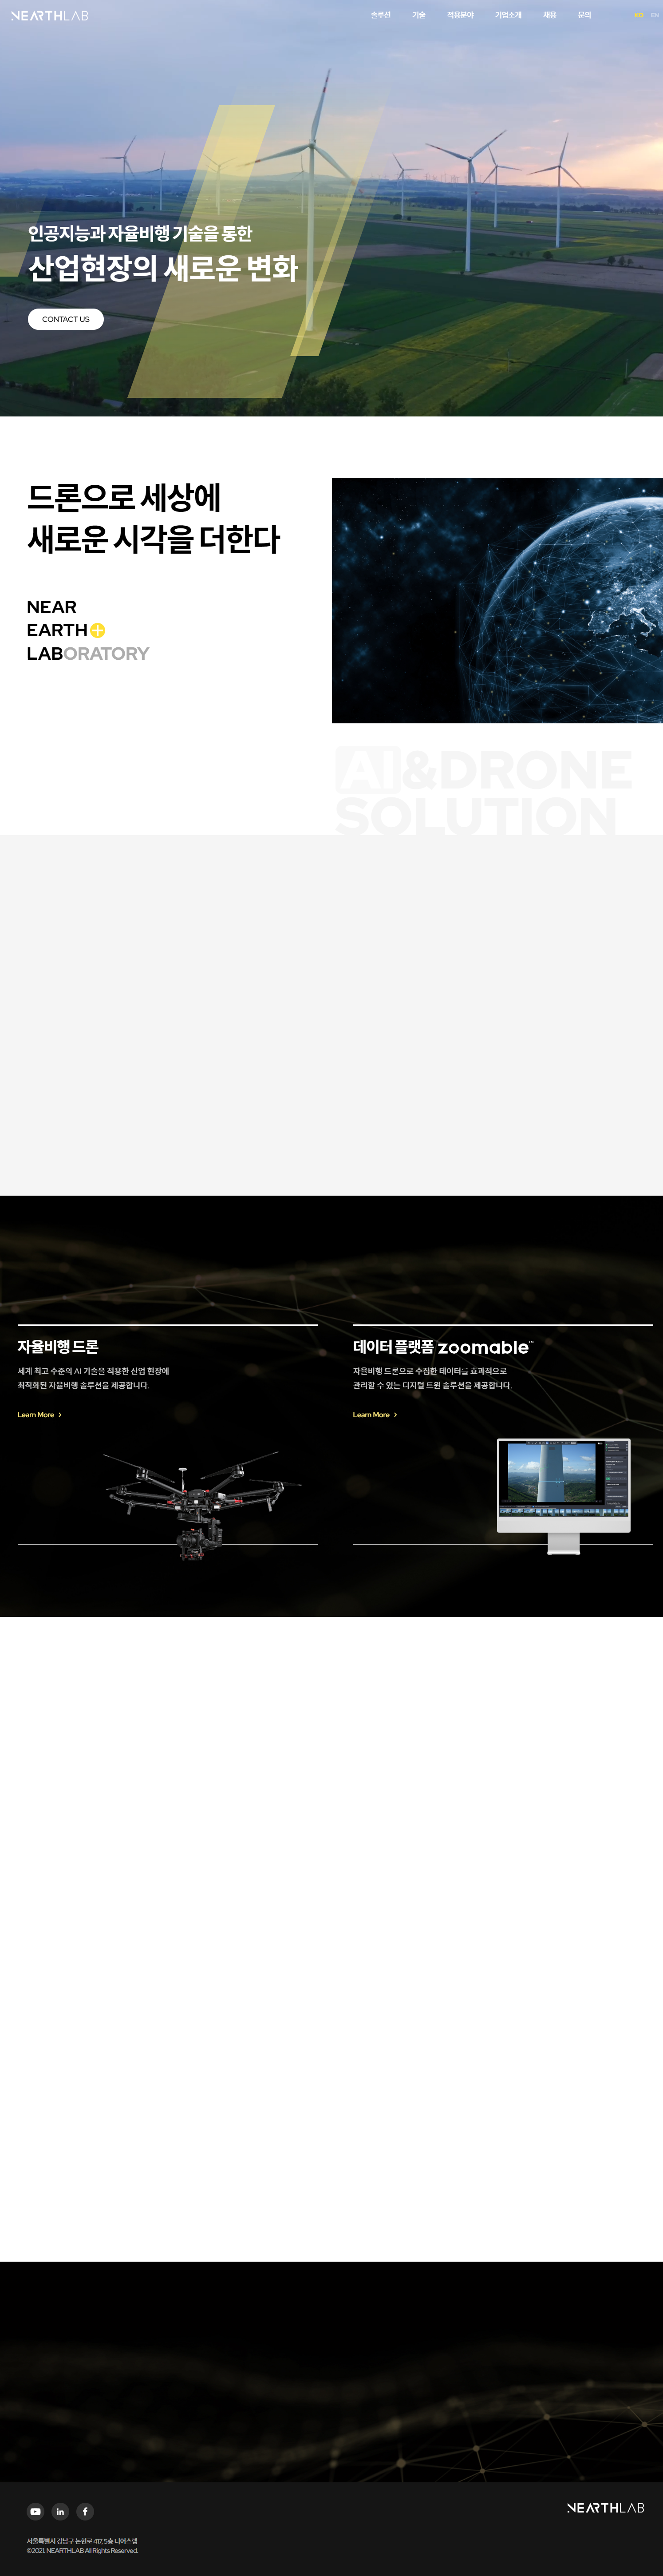 NEARTHLAB
솔루션 기술 적용분야 기업소개 채용 문의 KO EN
인공지능과 자율비행 기술을 통한
산업현장의 새로운 변화
CONTACT US
드론으로 세상에
새로운 시각을 더한다
NEAR
EARTH
LABORATORY
AI&DRONE
SOLUTION
자율비행 드론
세계 최고 수준의 AI 기술을 적용한 산업 현장에
최적화된 자율비행 솔루션을 제공합니다.
Learn More
데이터 플랫폼 zoomable™
자율비행 드론으로 수집한 데이터를 효과적으로
관리할 수 있는 디지털 트윈 솔루션을 제공합니다.
Learn More
NEARTHLAB
서울특별시 강남구 논현로 417, 5층 니어스랩
©2021. NEARTHLAB All Rights Reserved.